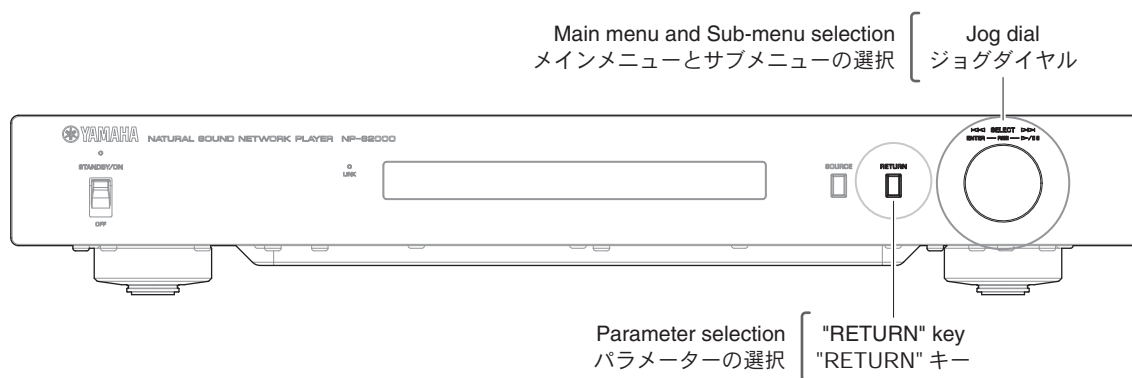 Main menu and Sub-menu selection
メインメニューとサブメニューの選択
Jog dial
ジョグダイヤル
YAMAHA NATURAL SOUND NETWORK PLAYER NP-S2000
STANDBY/ON
OFF
LINK
SOURCE
RETURN
SELECT
ENTER — PUSH —
Parameter selection
パラメーターの選択
"RETURN" key
"RETURN" キー